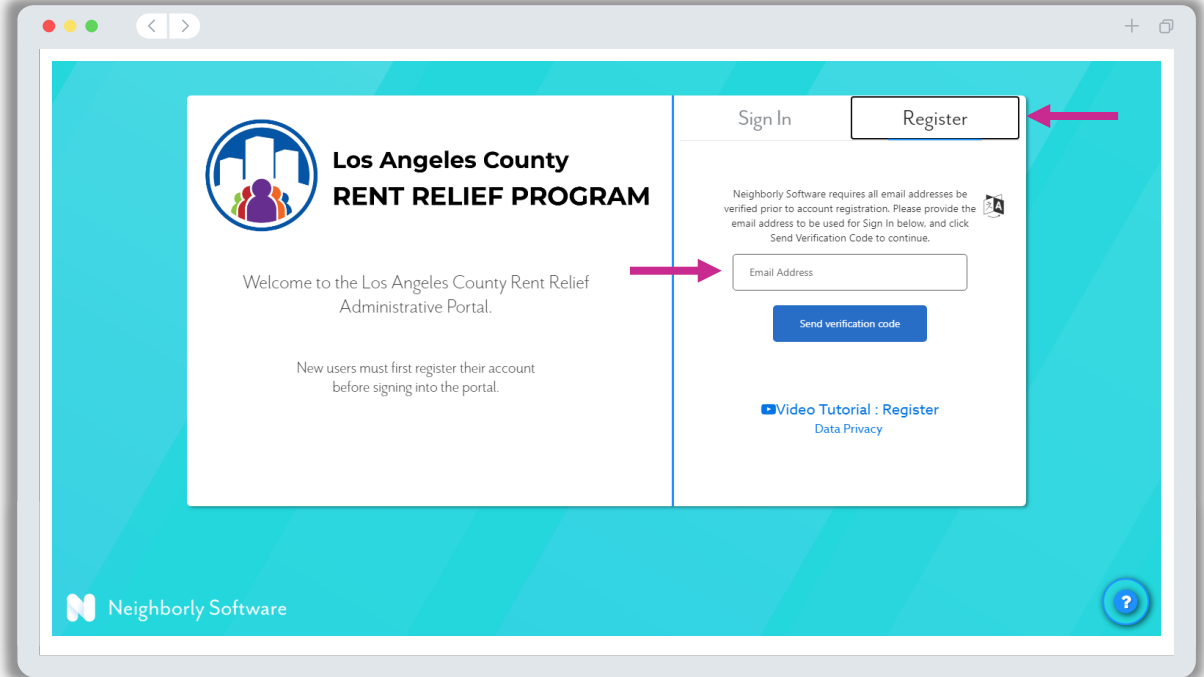 Los Angeles County
RENT RELIEF PROGRAM
Welcome to the Los Angeles County Rent Relief
Administrative Portal.
New users must first register their account
before signing into the portal.
Sign In
Register
Neighborly Software requires all email addresses be
verified prior to account registration. Please provide the
email address to be used for Sign In below, and click
Send Verification Code to continue.
文A
Email Address
Send verification code
Video Tutorial : Register
Data Privacy
N Neighborly Software
?